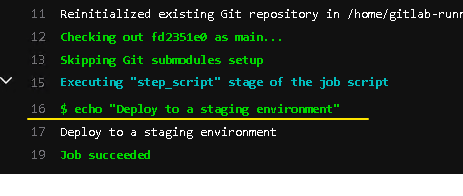 11 Reinitialized existing Git repository in /home/gitlab-runn
12 Checking out fd2351e0 as main...
13 Skipping Git submodules setup
15 Executing "step_script" stage of the job script
16 $ echo "Deploy to a staging environment"
17 Deploy to a staging environment
19 Job succeeded